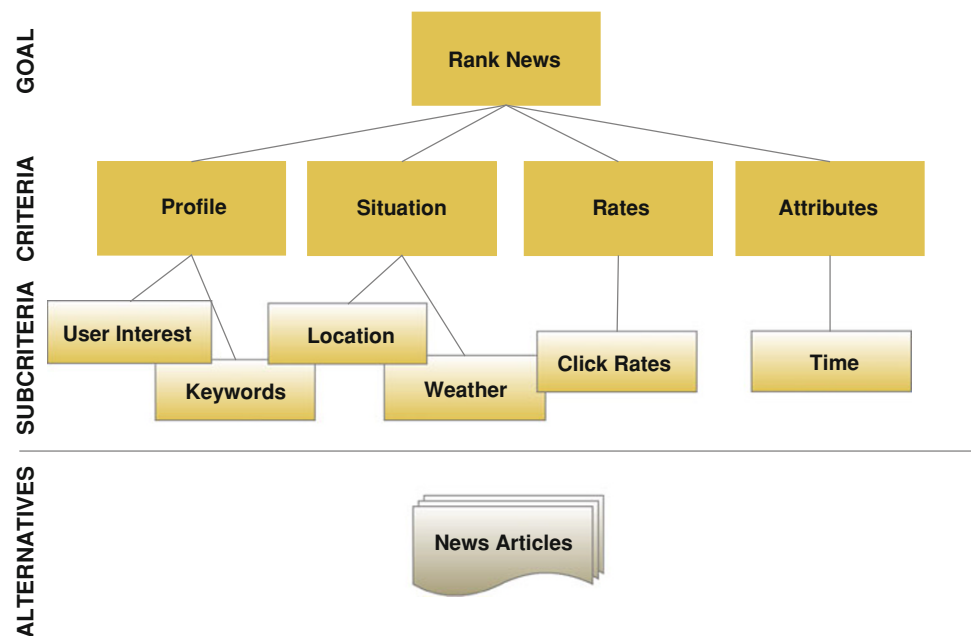 GOAL
Rank News
CRITERIA
Profile
Situation
Rates
Attributes
SUBCRITERIA
User Interest
Keywords
Location
Weather
Click Rates
Time
ALTERNATIVES
News Articles